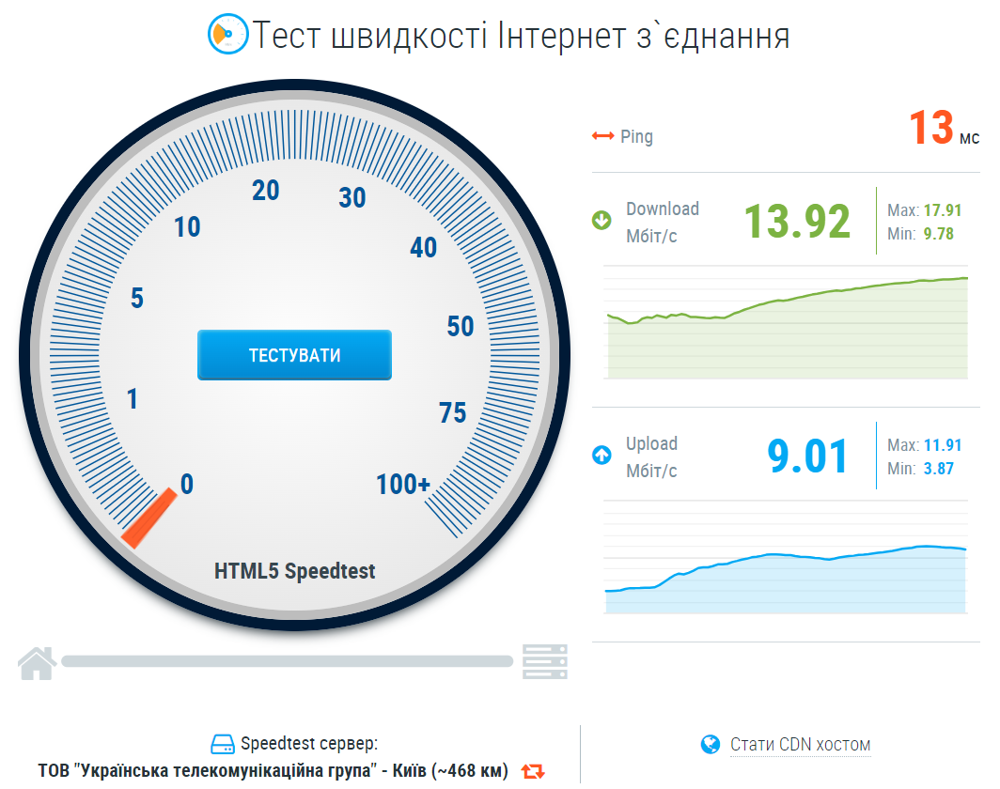 Тест швидкості Інтернет з`єднання
Ping
13 мс
Download
Мбіт/с
13.92
Max: 17.91
Min: 9.78
Upload
Мбіт/с
9.01
Max: 11.91
Min: 3.87
0
1
5
10
20
30
40
50
75
100+
ТЕСТУВАТИ
HTML5 Speedtest
Speedtest сервер:
ТОВ "Українська телекомунікаційна група" - Київ (~468 км)
Стати CDN хостом